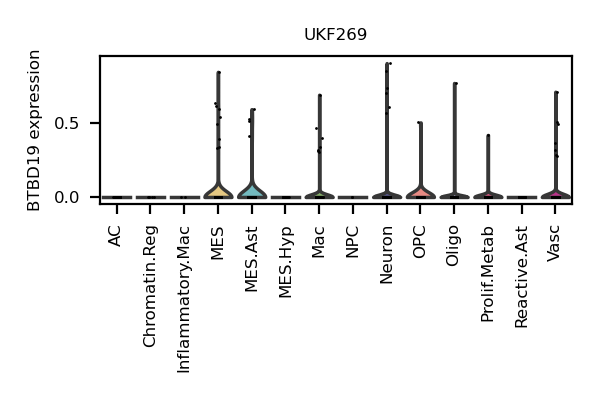 UKF269
BTBD19 expression
0.5
0.0
AC
Chromatin.Reg
Inflammatory.Mac
MES
MES.Ast
MES.Hyp
Mac
NPC
Neuron
OPC
Oligo
Prolif.Metab
Reactive.Ast
Vasc